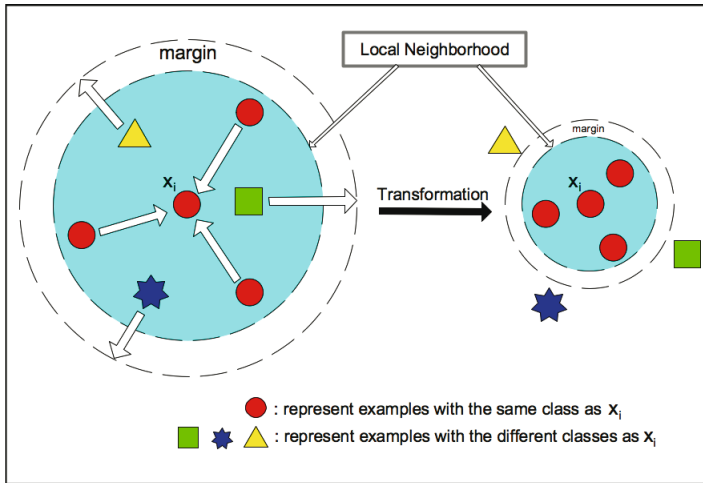 margin
Local Neighborhood
margin
xi
xi
Transformation
: represent examples with the same class as xi
: represent examples with the different classes as xi